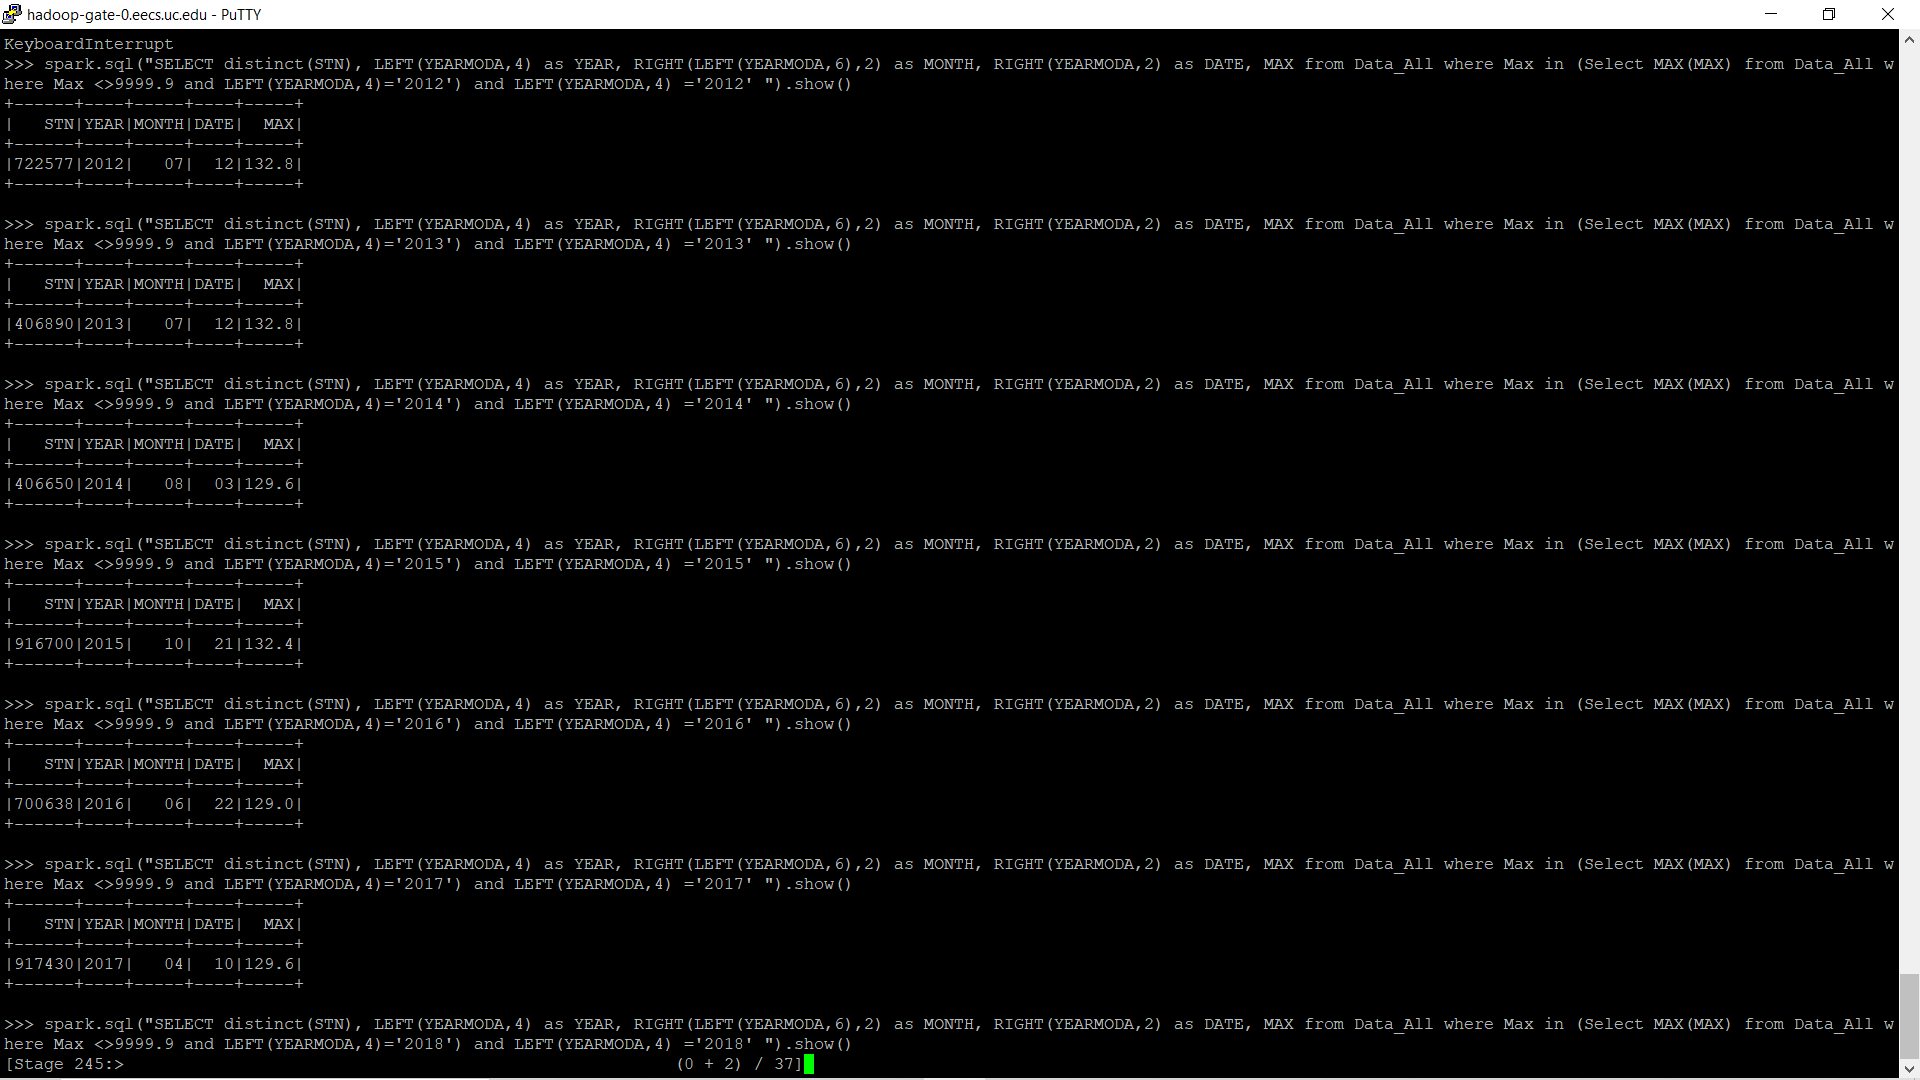 hadoop-gate-0.eecs.uc.edu - PuTTY
KeyboardInterrupt
>>> spark.sql("SELECT distinct(STN), LEFT(YEARMODA,4) as YEAR, RIGHT(LEFT(YEARMODA,6),2) as MONTH, RIGHT(YEARMODA,2) as DATE, MAX from Data_All where Max in (Select MAX(MAX) from Data_All w
here Max <>9999.9 and LEFT(YEARMODA,4)='2012') and LEFT(YEARMODA,4) ='2012' ").show()
+------+----+-----+----+-----+
|   STN|YEAR|MONTH|DATE|  MAX|
+------+----+-----+----+-----+
|722577|2012|   07|  12|132.8|
+------+----+-----+----+-----+
>>> spark.sql("SELECT distinct(STN), LEFT(YEARMODA,4) as YEAR, RIGHT(LEFT(YEARMODA,6),2) as MONTH, RIGHT(YEARMODA,2) as DATE, MAX from Data_All where Max in (Select MAX(MAX) from Data_All w
here Max <>9999.9 and LEFT(YEARMODA,4)='2013') and LEFT(YEARMODA,4) ='2013' ").show()
+------+----+-----+----+-----+
|   STN|YEAR|MONTH|DATE|  MAX|
+------+----+-----+----+-----+
|406890|2013|   07|  12|132.8|
+------+----+-----+----+-----+
>>> spark.sql("SELECT distinct(STN), LEFT(YEARMODA,4) as YEAR, RIGHT(LEFT(YEARMODA,6),2) as MONTH, RIGHT(YEARMODA,2) as DATE, MAX from Data_All where Max in (Select MAX(MAX) from Data_All w
here Max <>9999.9 and LEFT(YEARMODA,4)='2014') and LEFT(YEARMODA,4) ='2014' ").show()
+------+----+-----+----+-----+
|   STN|YEAR|MONTH|DATE|  MAX|
+------+----+-----+----+-----+
|406650|2014|   08|  03|129.6|
+------+----+-----+----+-----+
>>> spark.sql("SELECT distinct(STN), LEFT(YEARMODA,4) as YEAR, RIGHT(LEFT(YEARMODA,6),2) as MONTH, RIGHT(YEARMODA,2) as DATE, MAX from Data_All where Max in (Select MAX(MAX) from Data_All w
here Max <>9999.9 and LEFT(YEARMODA,4)='2015') and LEFT(YEARMODA,4) ='2015' ").show()
+------+----+-----+----+-----+
|   STN|YEAR|MONTH|DATE|  MAX|
+------+----+-----+----+-----+
|916700|2015|   10|  21|132.4|
+------+----+-----+----+-----+
>>> spark.sql("SELECT distinct(STN), LEFT(YEARMODA,4) as YEAR, RIGHT(LEFT(YEARMODA,6),2) as MONTH, RIGHT(YEARMODA,2) as DATE, MAX from Data_All where Max in (Select MAX(MAX) from Data_All w
here Max <>9999.9 and LEFT(YEARMODA,4)='2016') and LEFT(YEARMODA,4) ='2016' ").show()
+------+----+-----+----+-----+
|   STN|YEAR|MONTH|DATE|  MAX|
+------+----+-----+----+-----+
|700638|2016|   06|  22|129.0|
+------+----+-----+----+-----+
>>> spark.sql("SELECT distinct(STN), LEFT(YEARMODA,4) as YEAR, RIGHT(LEFT(YEARMODA,6),2) as MONTH, RIGHT(YEARMODA,2) as DATE, MAX from Data_All where Max in (Select MAX(MAX) from Data_All w
here Max <>9999.9 and LEFT(YEARMODA,4)='2017') and LEFT(YEARMODA,4) ='2017' ").show()
+------+----+-----+----+-----+
|   STN|YEAR|MONTH|DATE|  MAX|
+------+----+-----+----+-----+
|917430|2017|   04|  10|129.6|
+------+----+-----+----+-----+
>>> spark.sql("SELECT distinct(STN), LEFT(YEARMODA,4) as YEAR, RIGHT(LEFT(YEARMODA,6),2) as MONTH, RIGHT(YEARMODA,2) as DATE, MAX from Data_All where Max in (Select MAX(MAX) from Data_All w
here Max <>9999.9 and LEFT(YEARMODA,4)='2018') and LEFT(YEARMODA,4) ='2018' ").show()
[Stage 245:>                                                       (0 + 2) / 37]